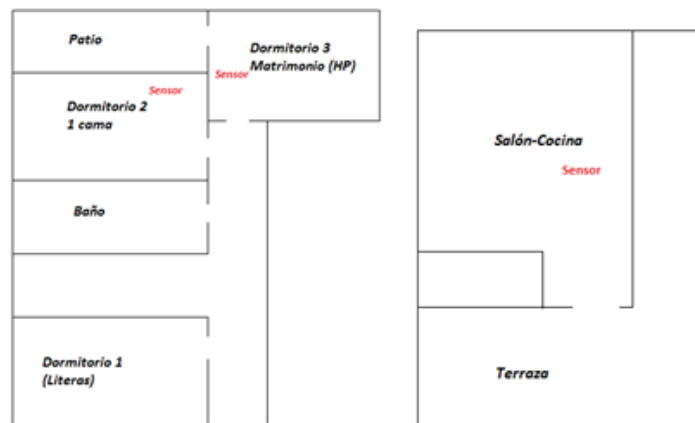 Patio
Dormitorio 3
Matrimonio (HP)
Sensor
Sensor
Dormitorio 2
1 cama
Baño
Dormitorio 1
(Literas)
Salón-Cocina
Sensor
Terraza